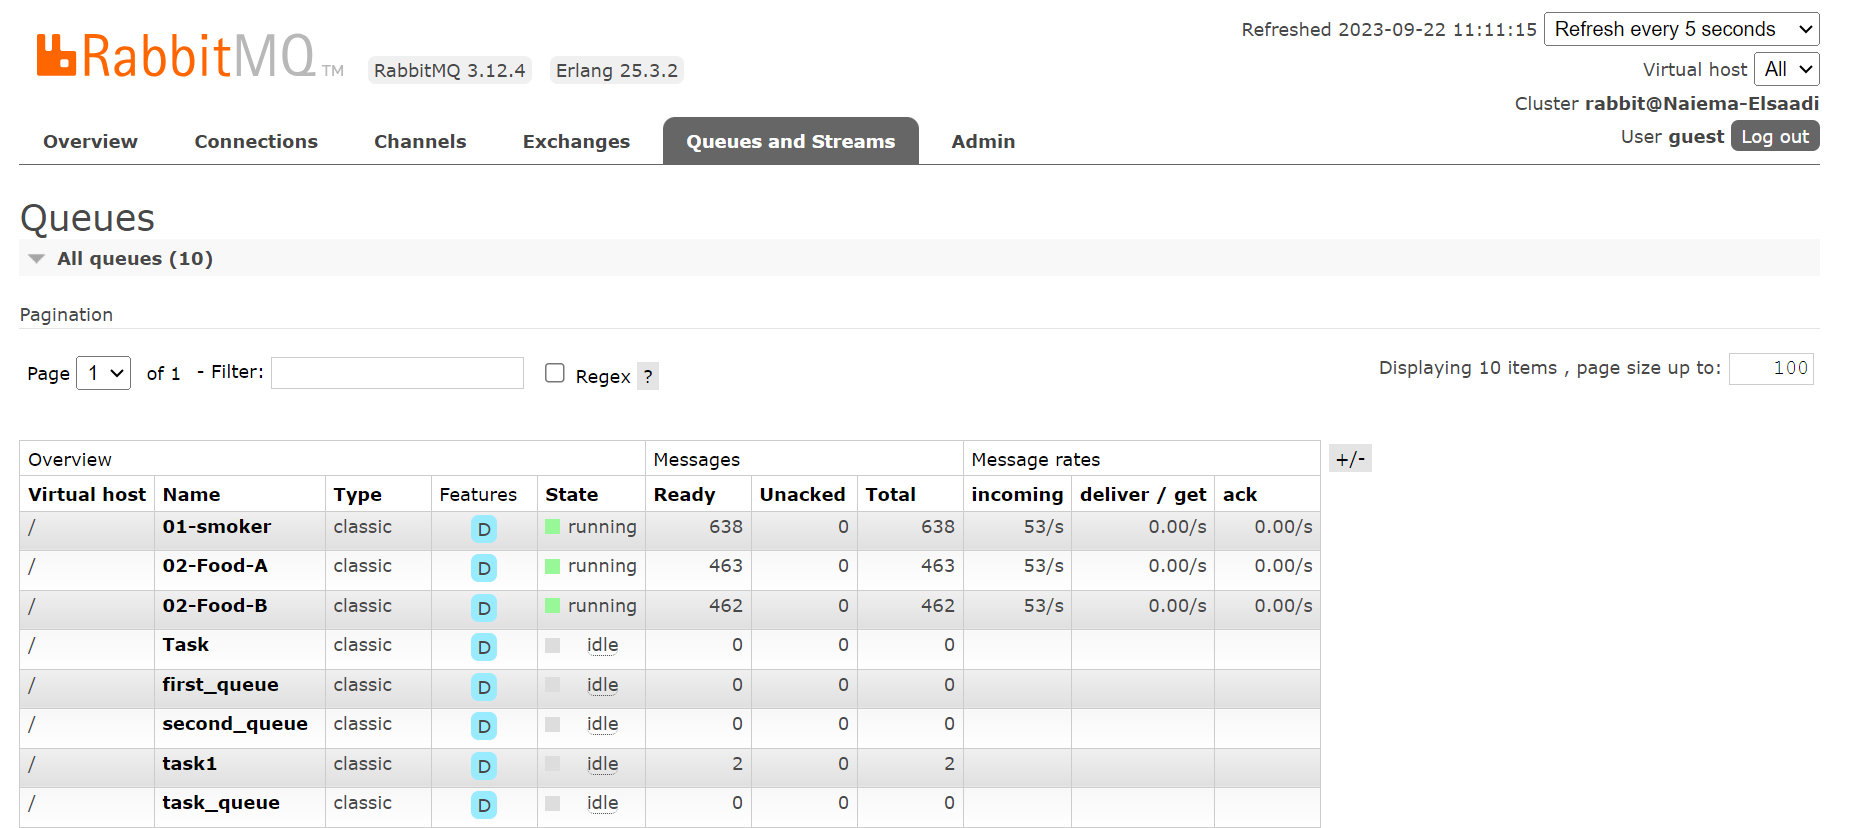 Refreshed 2023-09-22 11:11:15 Refresh every 5 seconds
RabbitMQ TM RabbitMQ 3.12.4 Erlang 25.3.2
Virtual host All
Cluster rabbit@Naiema-Elsaadi
User guest Log out
Overview Connections Channels Exchanges Queues and Streams Admin
Queues
All queues (10)
Pagination
Page 1 of 1 - Filter: Regex ? Displaying 10 items , page size up to: 100
Overview Messages Message rates +/-
Virtual host Name Type Features State Ready Unacked Total incoming deliver / get ack
/ 01-smoker classic D running 638 0 638 53/s 0.00/s 0.00/s
/ 02-Food-A classic D running 463 0 463 53/s 0.00/s 0.00/s
/ 02-Food-B classic D running 462 0 462 53/s 0.00/s 0.00/s
/ Task classic D idle 0 0 0
/ first_queue classic D idle 0 0 0
/ second_queue classic D idle 0 0 0
/ task1 classic D idle 2 0 2
/ task_queue classic D idle 0 0 0